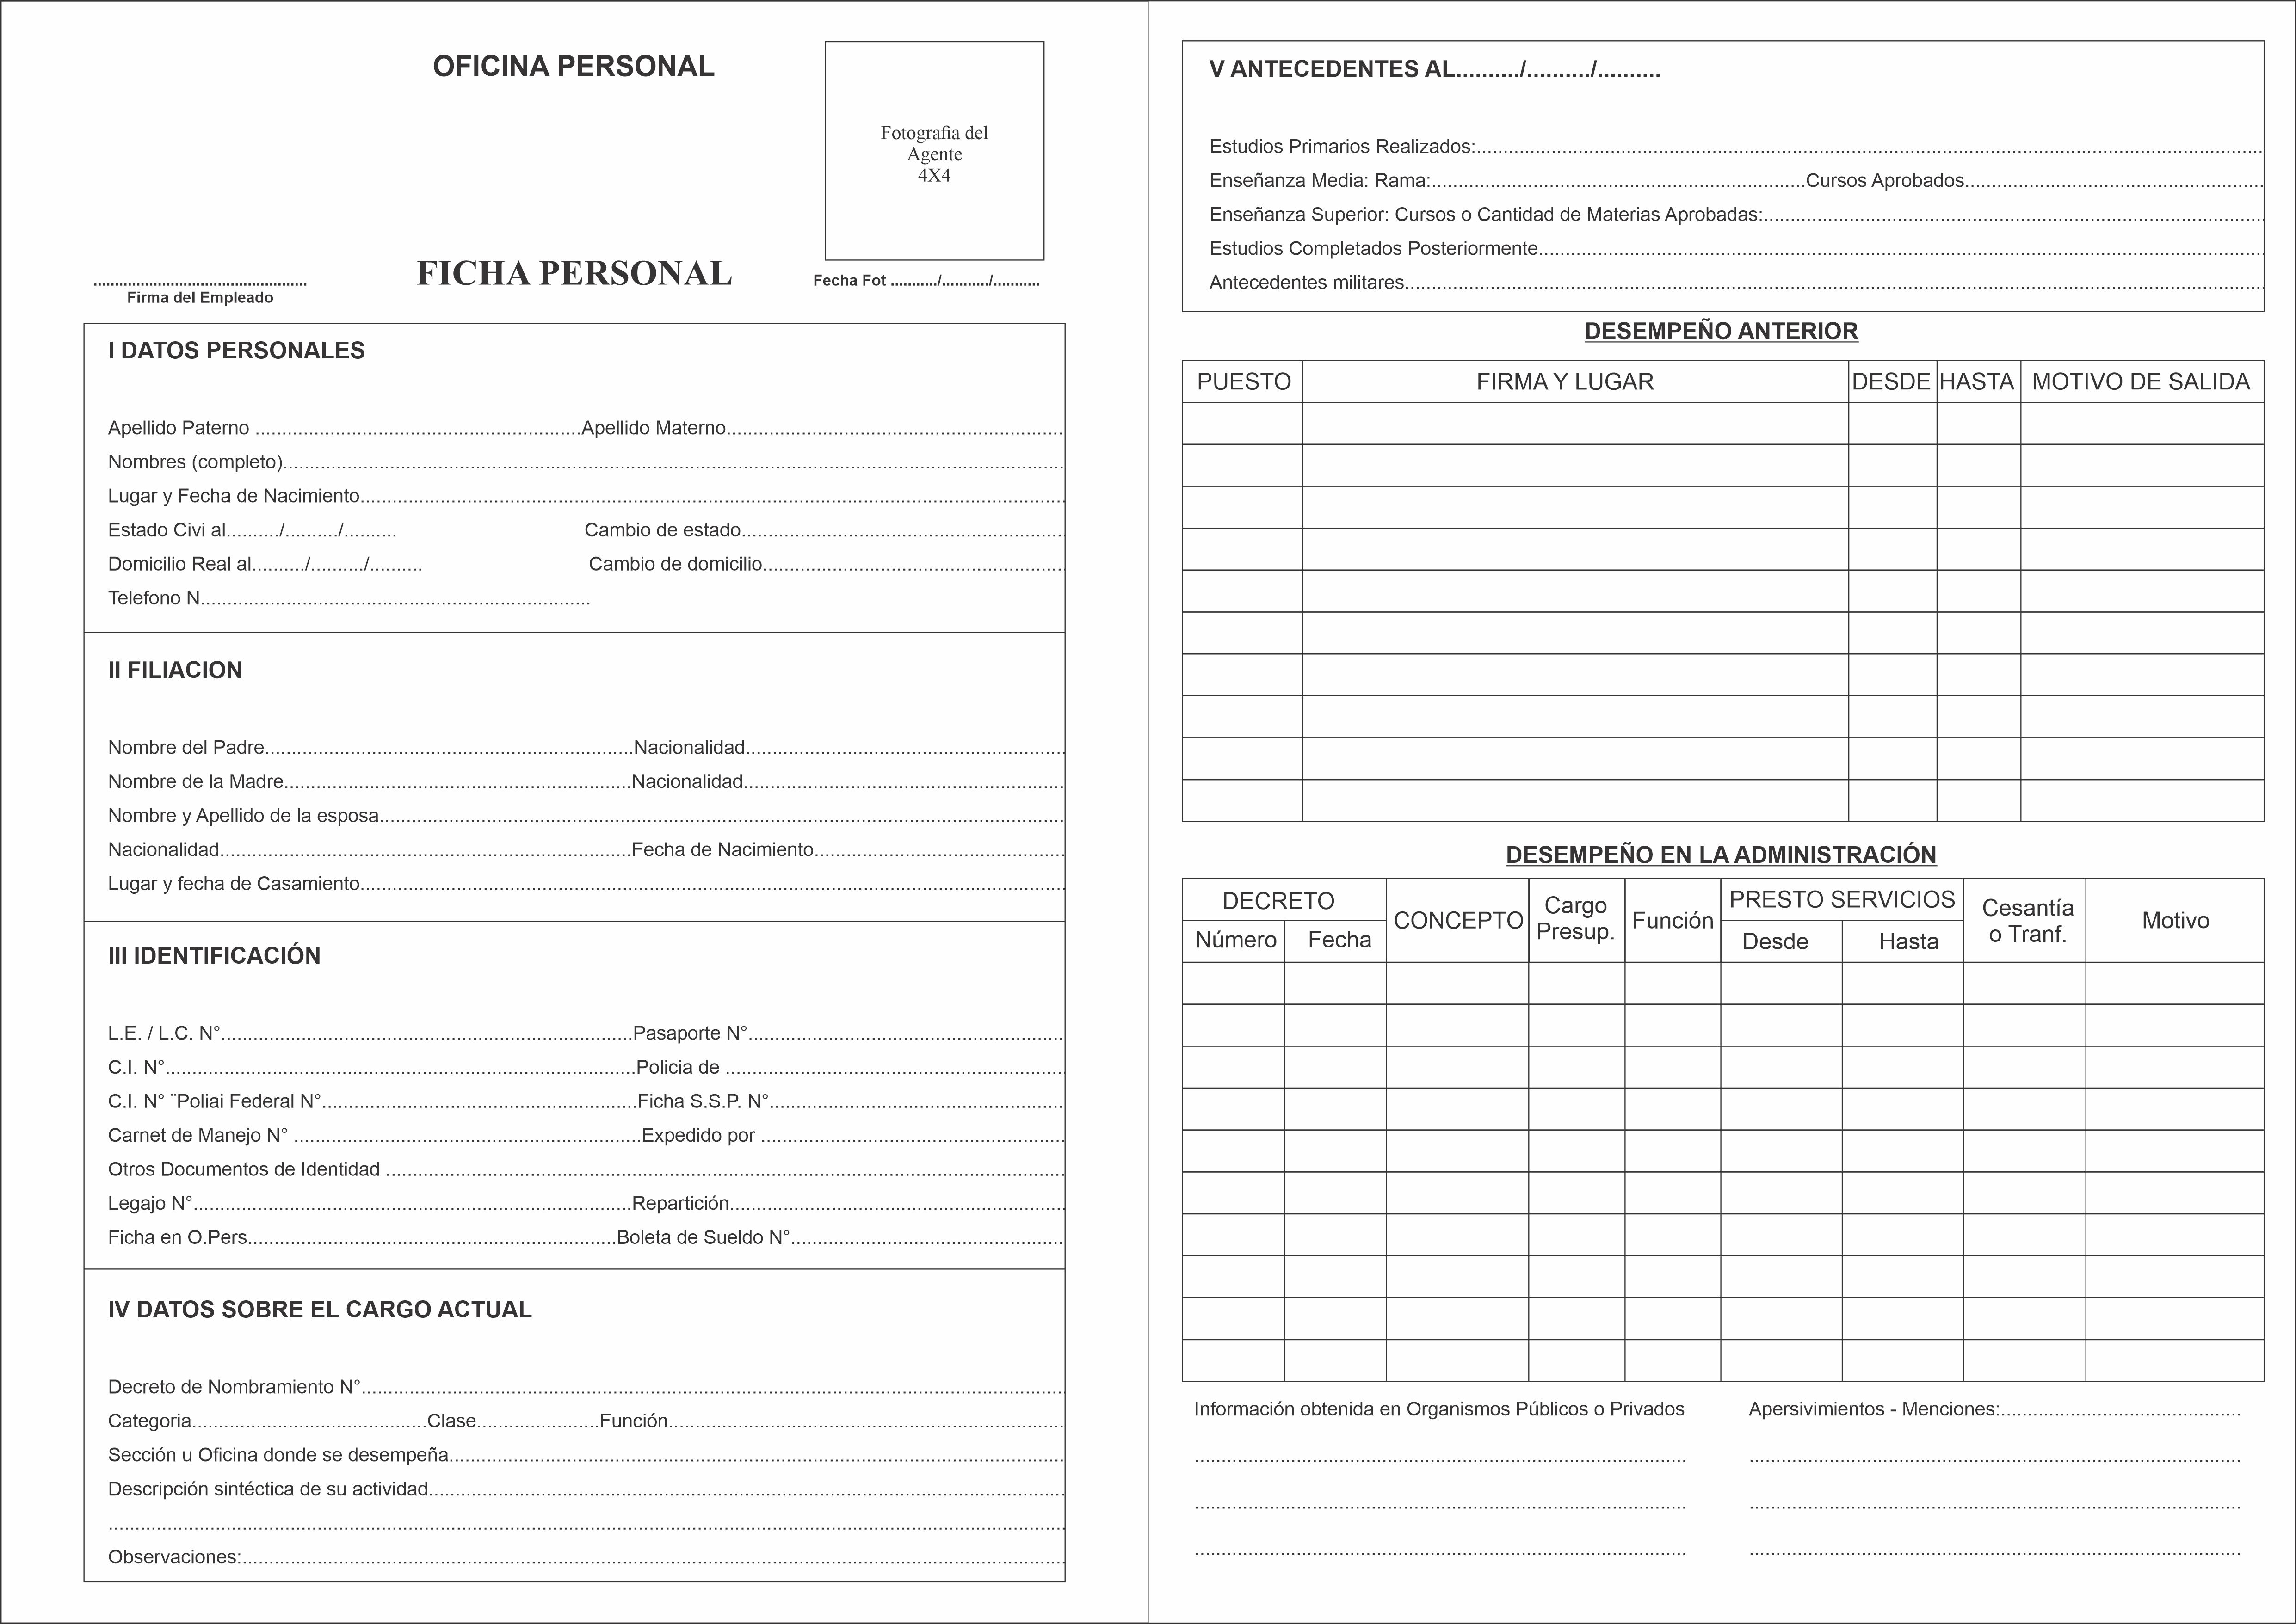 OFICINA PERSONAL
Fotografia del
Agente
4X4
FICHA PERSONAL
..........................................
Firma del Empleado
Fecha Fot .........../.........../...........
I DATOS PERSONALES
Apellido Paterno .............................................................Apellido Materno................................................................
Nombres (completo)....................................................................................................................................................
Lugar y Fecha de Nacimiento.....................................................................................................................................
Estado Civi al........../........../.......... Cambio de estado.............................................................
Domicilio Real al........../........../.......... Cambio de domicilio.........................................................
Telefono N.........................................................................
II FILIACION
Nombre del Padre.....................................................................Nacionalidad............................................................
Nombre de la Madre.................................................................Nacionalidad............................................................
Nombre y Apellido de la esposa.................................................................................................................................
Nacionalidad.............................................................................Fecha de Nacimiento...............................................
Lugar y fecha de Casamiento.....................................................................................................................................
III IDENTIFICACIÓN
L.E. / L.C. N°.............................................................................Pasaporte N°...........................................................
C.I. N°........................................................................................Policia de ................................................................
C.I. N° ¨Poliai Federal N°...........................................................Ficha S.S.P. N°.......................................................
Carnet de Manejo N° .................................................................Expedido por .........................................................
Otros Documentos de Identidad ................................................................................................................................
Legajo N°..................................................................................Repartición...............................................................
Ficha en O.Pers.....................................................................Boleta de Sueldo N°...................................................
IV DATOS SOBRE EL CARGO ACTUAL
Decreto de Nombramiento N°....................................................................................................................................
Categoria............................................Clase.......................Función..........................................................................
Sección u Oficina donde se desempeña....................................................................................................................
Descripción sintéctica de su actividad........................................................................................................................
....................................................................................................................................................................................
Observaciones:..........................................................................................................................................................
V ANTECEDENTES AL........../........../..........
Estudios Primarios Realizados:...................................................................................................................................
Enseñanza Media: Rama:......................................................................Cursos Aprobados........................................................
Enseñanza Superior: Cursos o Cantidad de Materias Aprobadas:..............................................................................................
Estudios Completados Posteriormente........................................................................................................................................
Antecedentes militares.................................................................................................................................................................
DESEMPEÑO ANTERIOR
PUESTO FIRMA Y LUGAR DESDE HASTA MOTIVO DE SALIDA
DESEMPEÑO EN LA ADMINISTRACIÓN
DECRETO CONCEPTO Cargo Presup. Función PRESTO SERVICIOS Cesantía o Tranf. Motivo
Número Fecha Desde Hasta
Información obtenida en Organismos Públicos o Privados Apersivimientos - Menciones:.............................................
............................................................................................ ............................................................................................
............................................................................................ ............................................................................................
............................................................................................ ............................................................................................